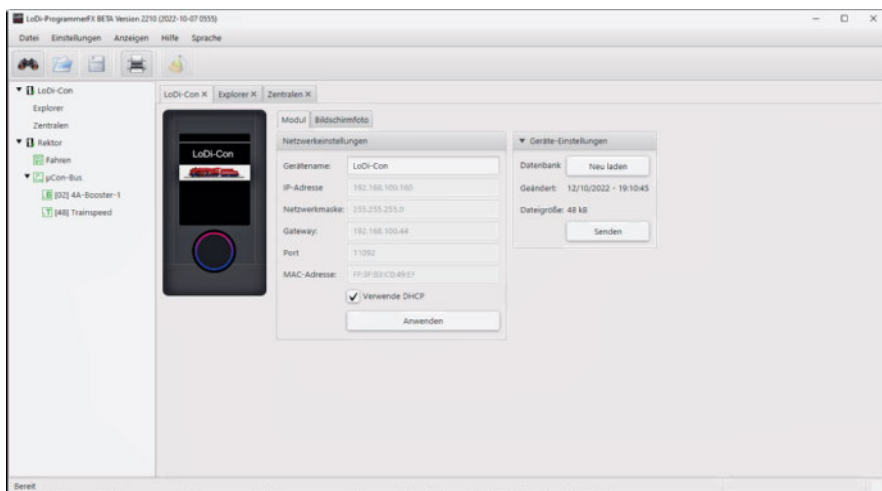 LoDi-ProgrammerFX BETA Version 2210 (2022-10-07 0555)
Datei Einstellungen Anzeigen Hilfe Sprache
LoDi-Con
Explorer
Zentralen
Rektor
Fahren
µCon-Bus
[02] 4A-Booster-1
[48] Trainspeed
LoDi-Con Explorer Zentralen
LoDi-Con
Modul Bildschirmfoto
Netzwerkeinstellungen
Gerätename: LoDi-Con
IP-Adresse 192.168.100.160
Netzwerkmaske: 255.255.255.0
Gateway: 192.168.100.44
Port 11092
MAC-Adresse:
Verwende DHCP
Anwenden
Geräte-Einstellungen
Datenbank Neu laden
Geändert: 12/10/2022 - 19:10:45
Dateigröße: 48 kB
Senden
Bereit